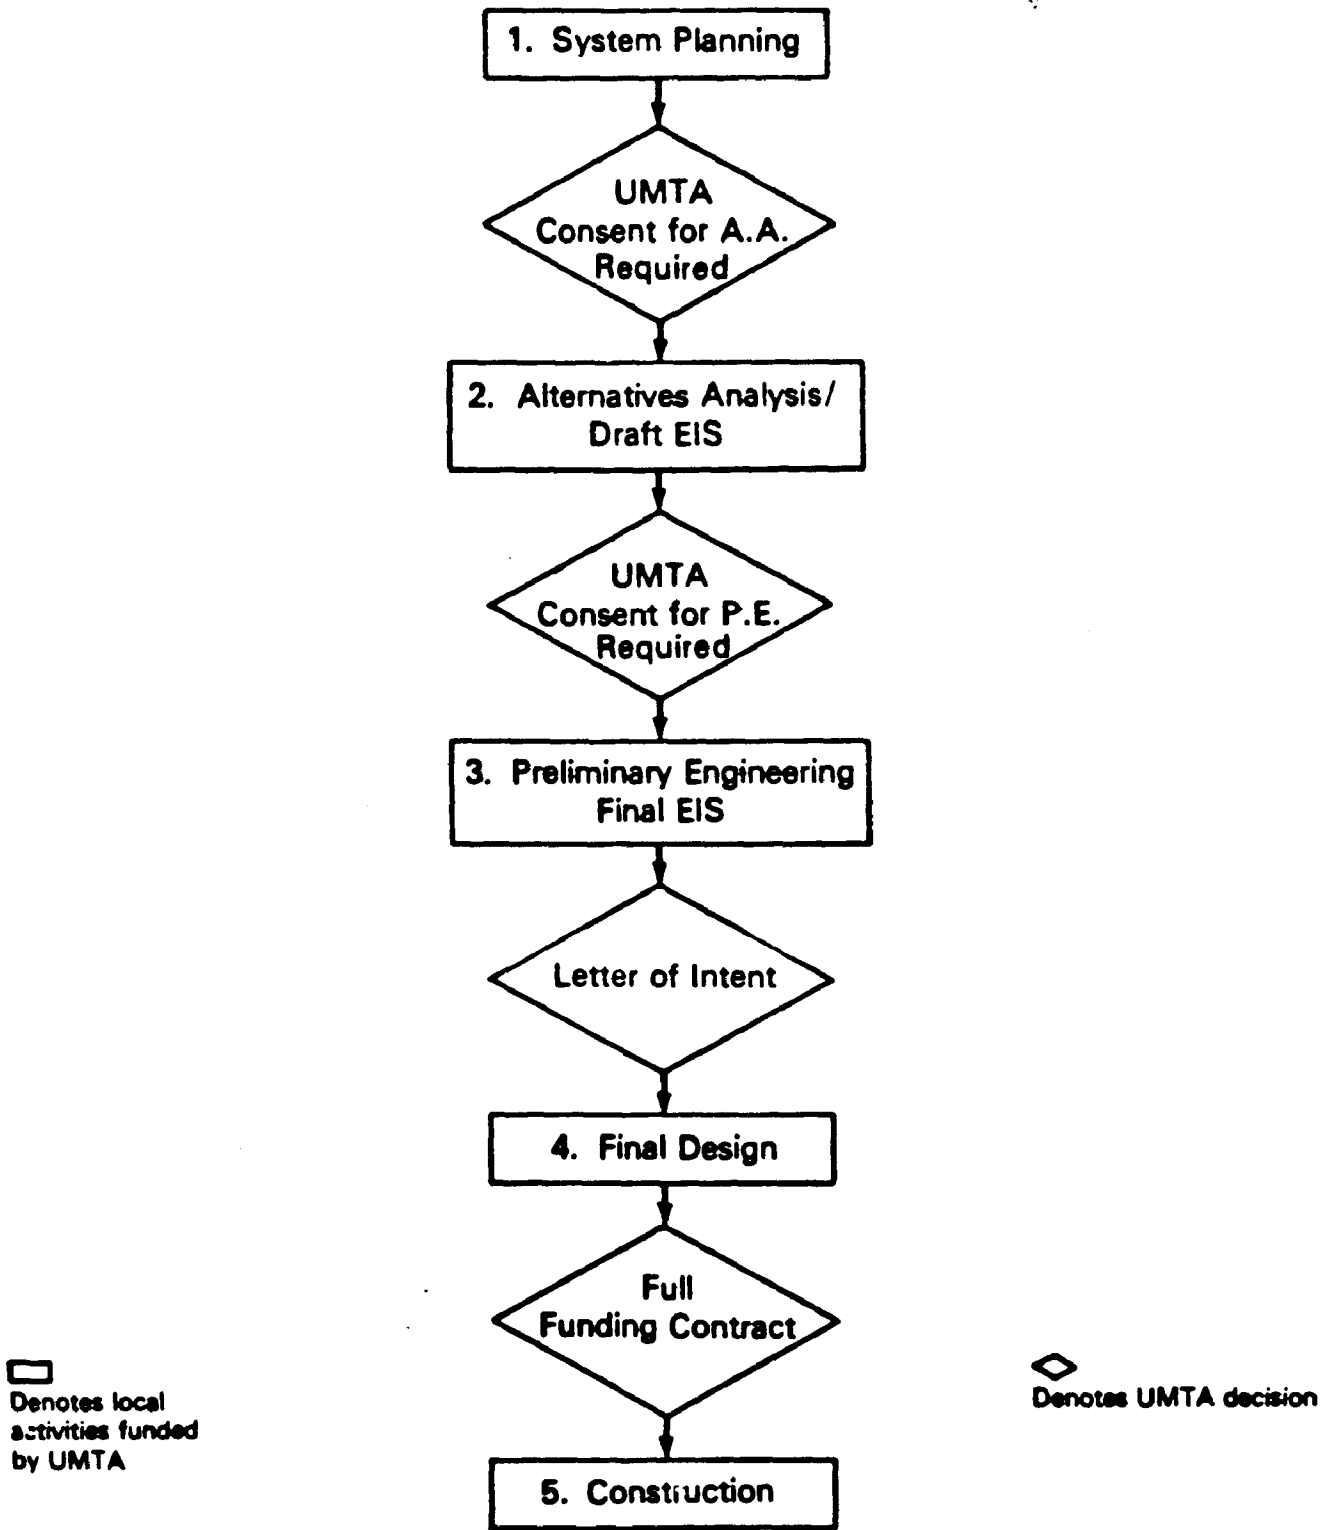 1. System Planning
UMTA
Consent for A.A.
Required
2. Alternatives Analysis/
Draft EIS
UMTA
Consent for P.E.
Required
3. Preliminary Engineering
Final EIS
Letter of Intent
4. Final Design
Full
Funding Contract
5. Construction
Denotes local
activities funded
by UMTA
Denotes UMTA decision